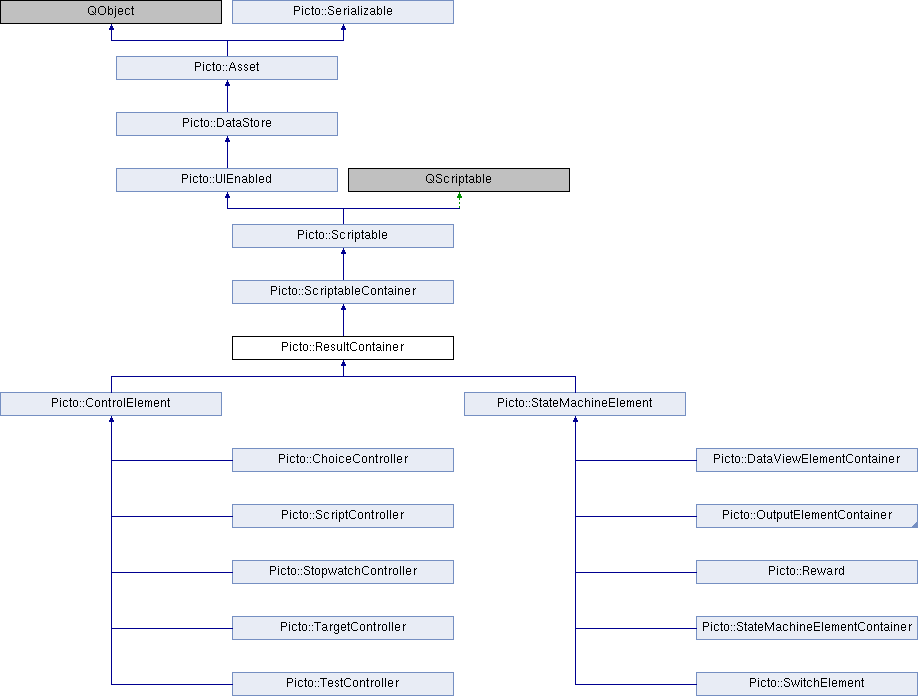 QObject
Picto::Serializable
Picto::Asset
Picto::DataStore
Picto::UIEnabled
QScriptable
Picto::Scriptable
Picto::ScriptableContainer
Picto::ResultContainer
Picto::ControlElement
Picto::StateMachineElement
Picto::ChoiceController
Picto::DataViewElementContainer
Picto::ScriptController
Picto::OutputElementContainer
Picto::StopwatchController
Picto::Reward
Picto::TargetController
Picto::StateMachineElementContainer
Picto::TestController
Picto::SwitchElement